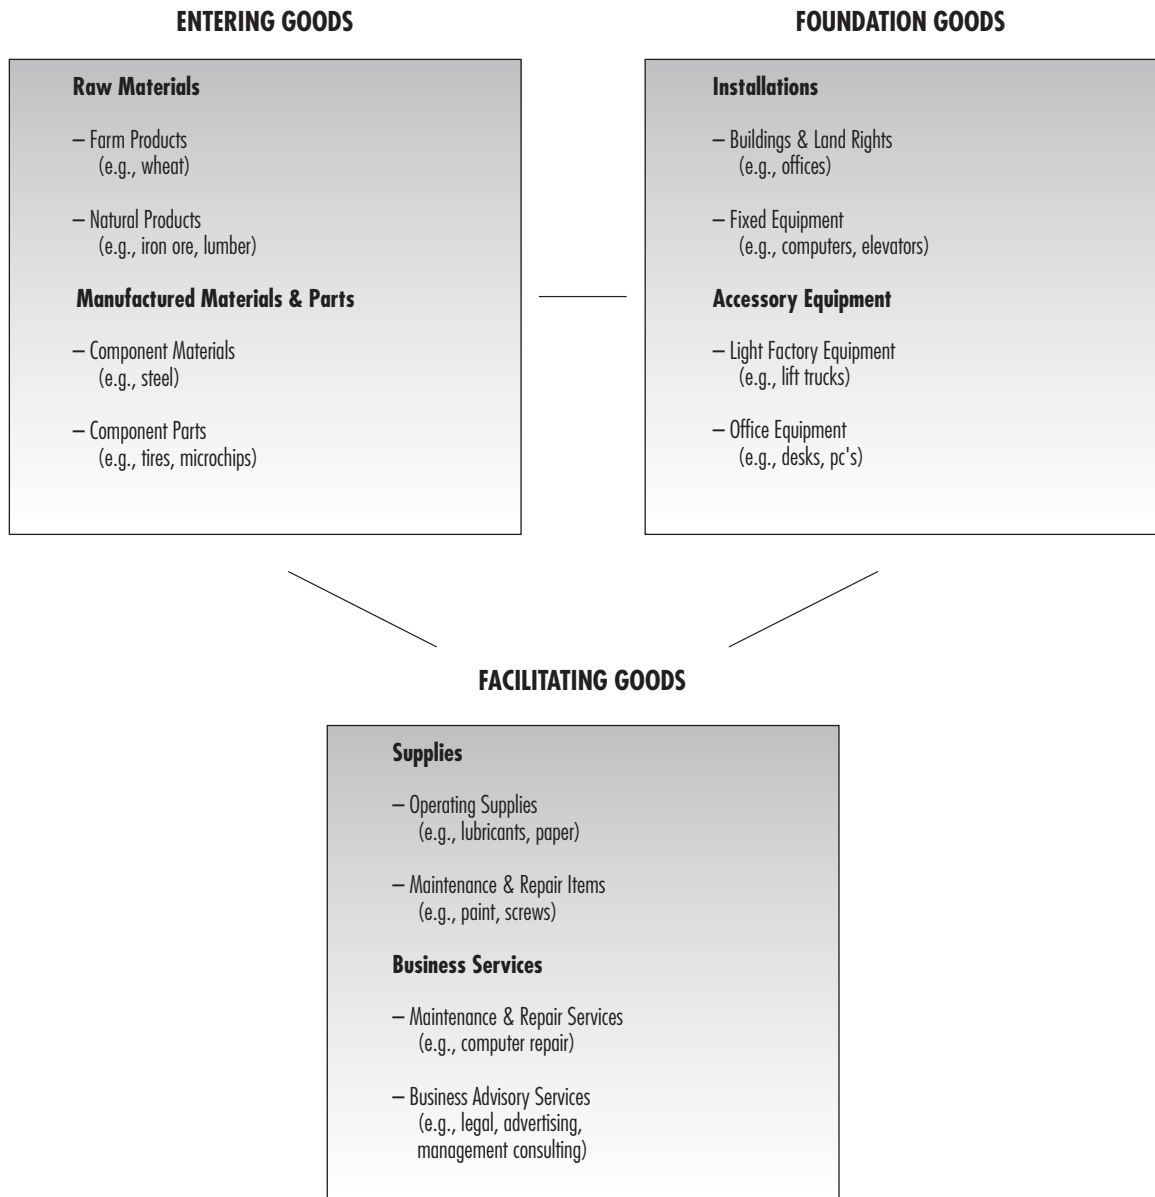 ENTERING GOODS
Raw Materials
– Farm Products
(e.g., wheat)
– Natural Products
(e.g., iron ore, lumber)
Manufactured Materials & Parts
– Component Materials
(e.g., steel)
– Component Parts
(e.g., tires, microchips)
FOUNDATION GOODS
Installations
– Buildings & Land Rights
(e.g., offices)
– Fixed Equipment
(e.g., computers, elevators)
Accessory Equipment
– Light Factory Equipment
(e.g., lift trucks)
– Office Equipment
(e.g., desks, pc's)
FACILITATING GOODS
Supplies
– Operating Supplies
(e.g., lubricants, paper)
– Maintenance & Repair Items
(e.g., paint, screws)
Business Services
– Maintenance & Repair Services
(e.g., computer repair)
– Business Advisory Services
(e.g., legal, advertising,
management consulting)